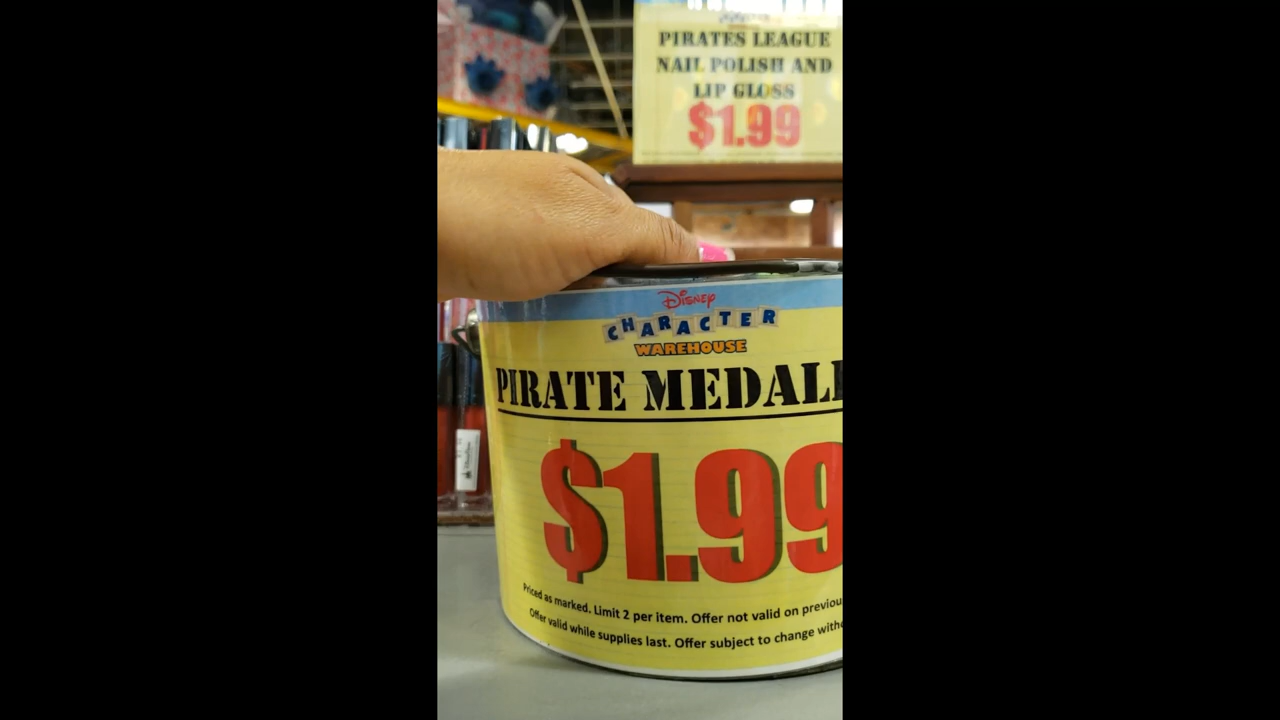 PIRATES LEAGUE
NAIL POLISH AND
LIP GLOSS
$1.99
Disney
CHARACTER
WAREHOUSE
PIRATE MEDALL
$1.99
Priced as marked. Limit 2 per item. Offer not valid on previou
Offer valid while supplies last. Offer subject to change witho